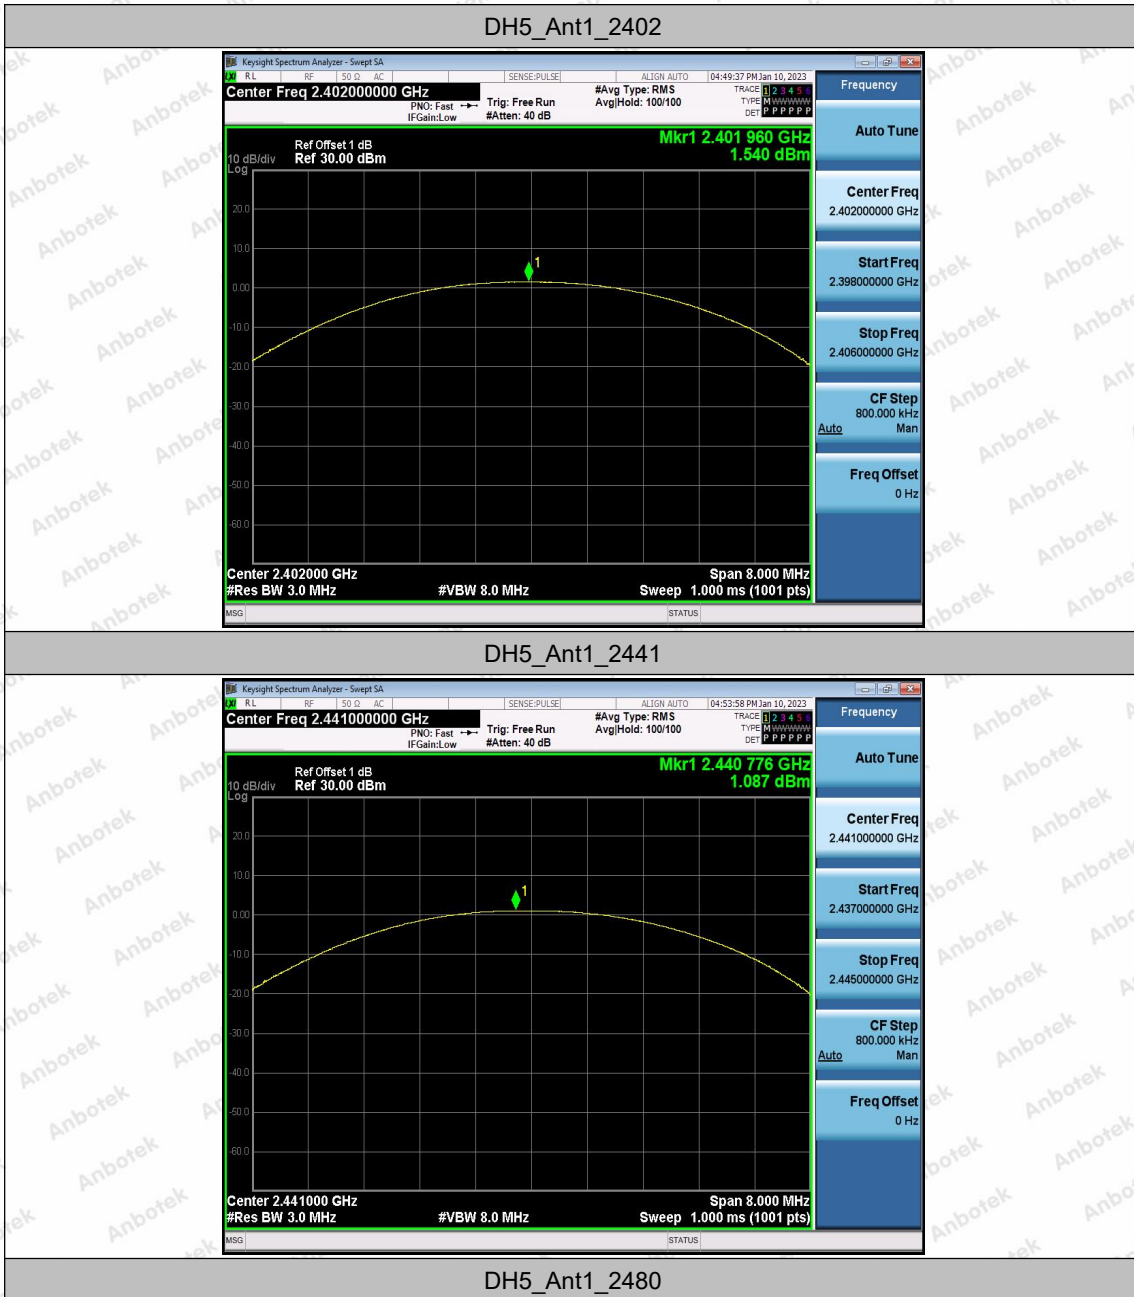 DH5_Ant1_2402
Keysight Spectrum Analyzer - Swept SA
LXI RL RF 50 Ω AC SENSE:PULSE ALIGN AUTO 04:49:37 PM Jan 10, 2023
Center Freq 2.402000000 GHz
PNO: Fast
IFGain:Low
Trig: Free Run
#Atten: 40 dB
#Avg Type: RMS
Avg|Hold: 100/100
TRACE 1 2 3 4 5 6
TYPE M WWWWW
DET P P P P P P
Ref Offset 1 dB
10 dB/div Ref 30.00 dBm
Log
Mkr1 2.401 960 GHz
1.540 dBm
20.0
10.0
0.00
-10.0
-20.0
-30.0
-40.0
-50.0
-60.0
1
Center 2.402000 GHz Span 8.000 MHz
#Res BW 3.0 MHz #VBW 8.0 MHz Sweep 1.000 ms (1001 pts)
MSG STATUS
Frequency
Auto Tune
Center Freq
2.402000000 GHz
Start Freq
2.398000000 GHz
Stop Freq
2.406000000 GHz
CF Step
800.000 kHz
Auto Man
Freq Offset
0 Hz
DH5_Ant1_2441
Keysight Spectrum Analyzer - Swept SA
LXI RL RF 50 Ω AC SENSE:PULSE ALIGN AUTO 04:53:58 PM Jan 10, 2023
Center Freq 2.441000000 GHz
PNO: Fast
IFGain:Low
Trig: Free Run
#Atten: 40 dB
#Avg Type: RMS
Avg|Hold: 100/100
TRACE 1 2 3 4 5 6
TYPE M WWWWW
DET P P P P P P
Ref Offset 1 dB
10 dB/div Ref 30.00 dBm
Log
Mkr1 2.440 776 GHz
1.087 dBm
20.0
10.0
0.00
-10.0
-20.0
-30.0
-40.0
-50.0
-60.0
1
Center 2.441000 GHz Span 8.000 MHz
#Res BW 3.0 MHz #VBW 8.0 MHz Sweep 1.000 ms (1001 pts)
MSG STATUS
Frequency
Auto Tune
Center Freq
2.441000000 GHz
Start Freq
2.437000000 GHz
Stop Freq
2.445000000 GHz
CF Step
800.000 kHz
Auto Man
Freq Offset
0 Hz
DH5_Ant1_2480
Anbotek